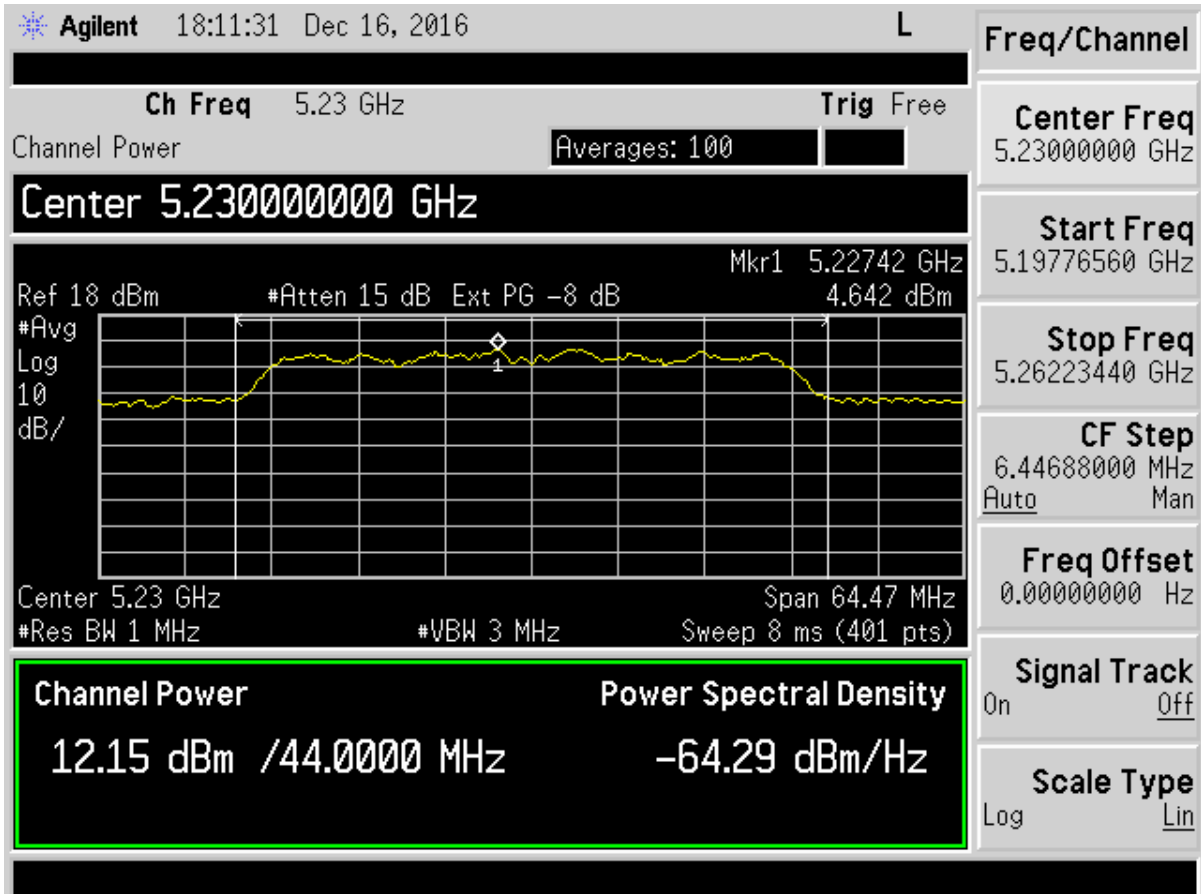 Agilent 18:11:31 Dec 16, 2016 L
Ch Freq 5.23 GHz Trig Free
Channel Power Averages: 100
Center 5.230000000 GHz
Mkr1 5.22742 GHz
Ref 18 dBm #Atten 15 dB Ext PG -8 dB 4.642 dBm
#Avg
Log
10
dB/
1
Center 5.23 GHz Span 64.47 MHz
#Res BW 1 MHz #VBW 3 MHz Sweep 8 ms (401 pts)
Channel Power Power Spectral Density
12.15 dBm /44.0000 MHz -64.29 dBm/Hz
Freq/Channel
Center Freq
5.23000000 GHz
Start Freq
5.19776560 GHz
Stop Freq
5.26223440 GHz
CF Step
6.44688000 MHz
Auto Man
Freq Offset
0.00000000 Hz
Signal Track
On Off
Scale Type
Log Lin